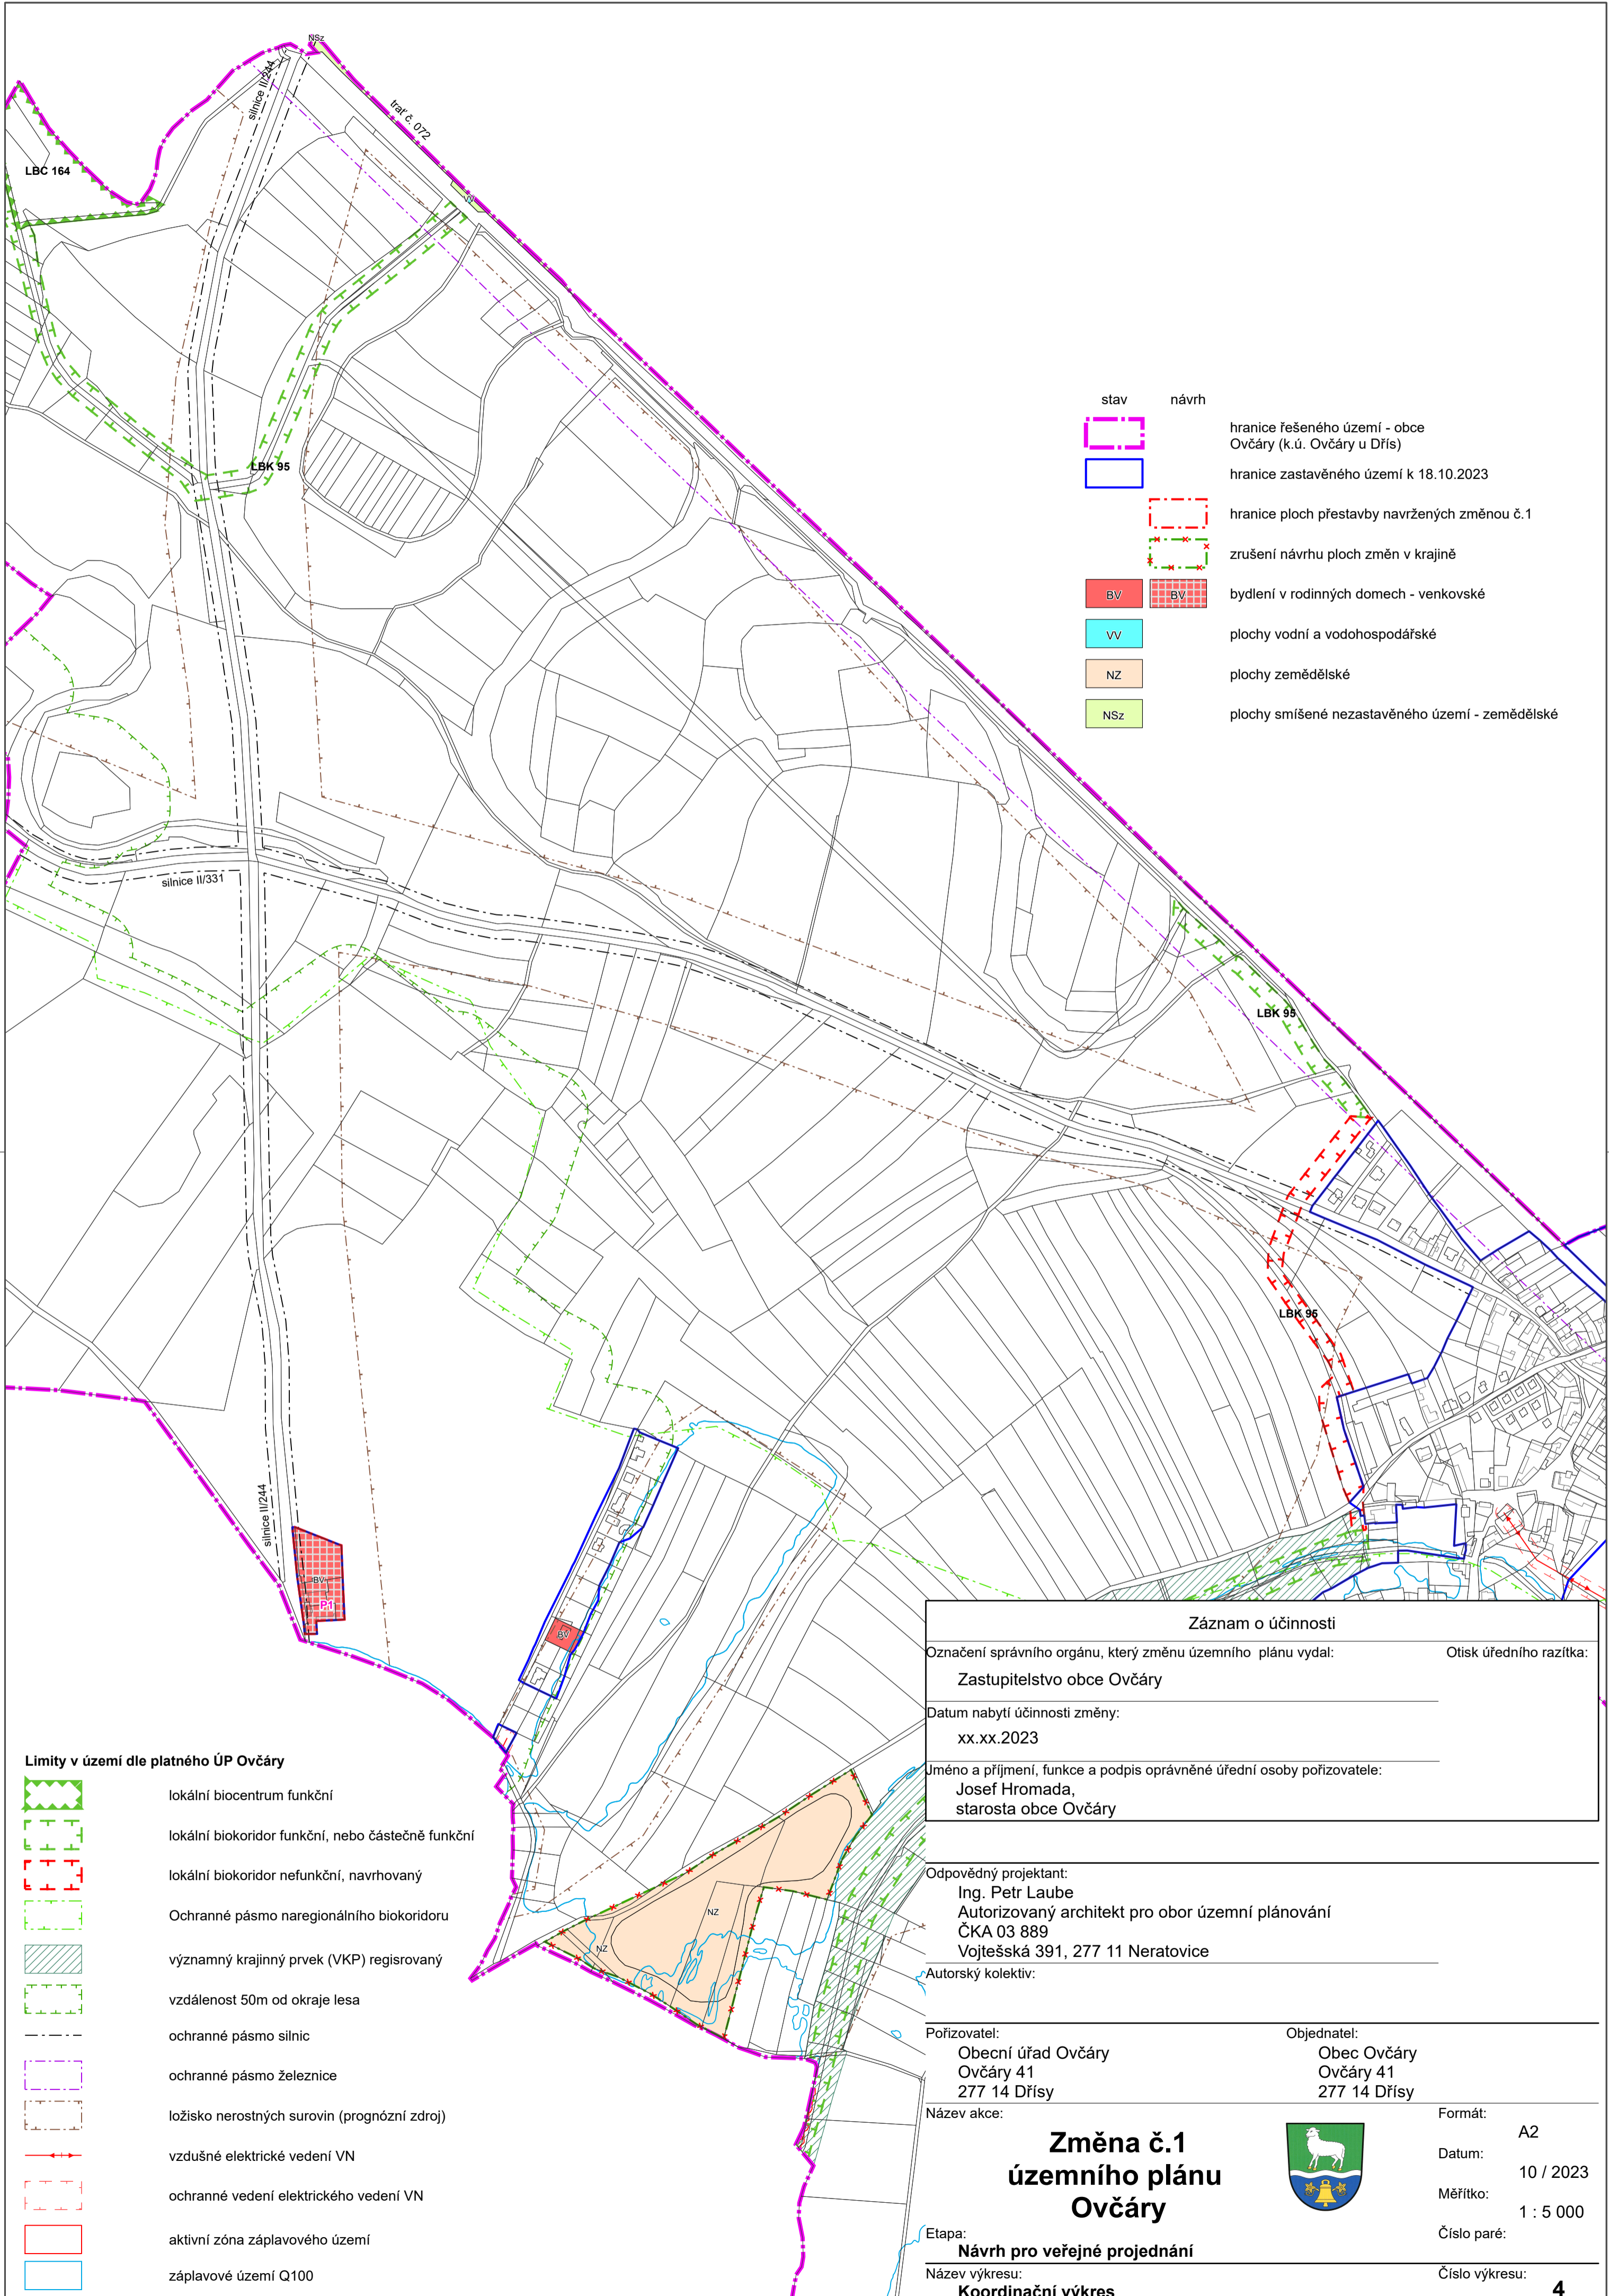 NSz
silnice II/244
trať č. 072
LBC 164
VV
LBK 95
stav návrh
hranice řešeného území - obce
Ovčáry (k.ú. Ovčáry u Dřís)
hranice zastavěného území k 18.10.2023
hranice ploch přestavby navržených změnou č.1
zrušení návrhu ploch změn v krajině
BV BV bydlení v rodinných domech - venkovské
VV plochy vodní a vodohospodářské
NZ plochy zemědělské
NSz plochy smíšené nezastavěného území - zemědělské
silnice II/331
LBK 95
LBK 95
silnice II/244
BV
P1
BV
NZ
NZ
Limity v území dle platného ÚP Ovčáry
lokální biocentrum funkční
lokální biokoridor funkční, nebo částečně funkční
lokální biokoridor nefunkční, navrhovaný
Ochranné pásmo naregionálního biokoridoru
významný krajinný prvek (VKP) regisrovaný
vzdálenost 50m od okraje lesa
ochranné pásmo silnic
ochranné pásmo železnice
ložisko nerostných surovin (prognózní zdroj)
vzdušné elektrické vedení VN
ochranné vedení elektrického vedení VN
aktivní zóna záplavového území
záplavové území Q100
Záznam o účinnosti
Označení správního orgánu, který změnu územního plánu vydal: Otisk úředního razítka:
Zastupitelstvo obce Ovčáry
Datum nabytí účinnosti změny:
xx.xx.2023
Jméno a příjmení, funkce a podpis oprávněné úřední osoby pořizovatele:
Josef Hromada,
starosta obce Ovčáry
Odpovědný projektant:
Ing. Petr Laube
Autorizovaný architekt pro obor územní plánování
ČKA 03 889
Vojtešská 391, 277 11 Neratovice
Autorský kolektiv:
Pořizovatel: Objednatel:
Obecní úřad Ovčáry Obec Ovčáry
Ovčáry 41 Ovčáry 41
277 14 Dřísy 277 14 Dřísy
Název akce:
Změna č.1
územního plánu
Ovčáry
Formát:
A2
Datum:
10 / 2023
Měřítko:
1 : 5 000
Etapa: Číslo paré:
Návrh pro veřejné projednání
Název výkresu: Číslo výkresu:
Koordinační výkres 4